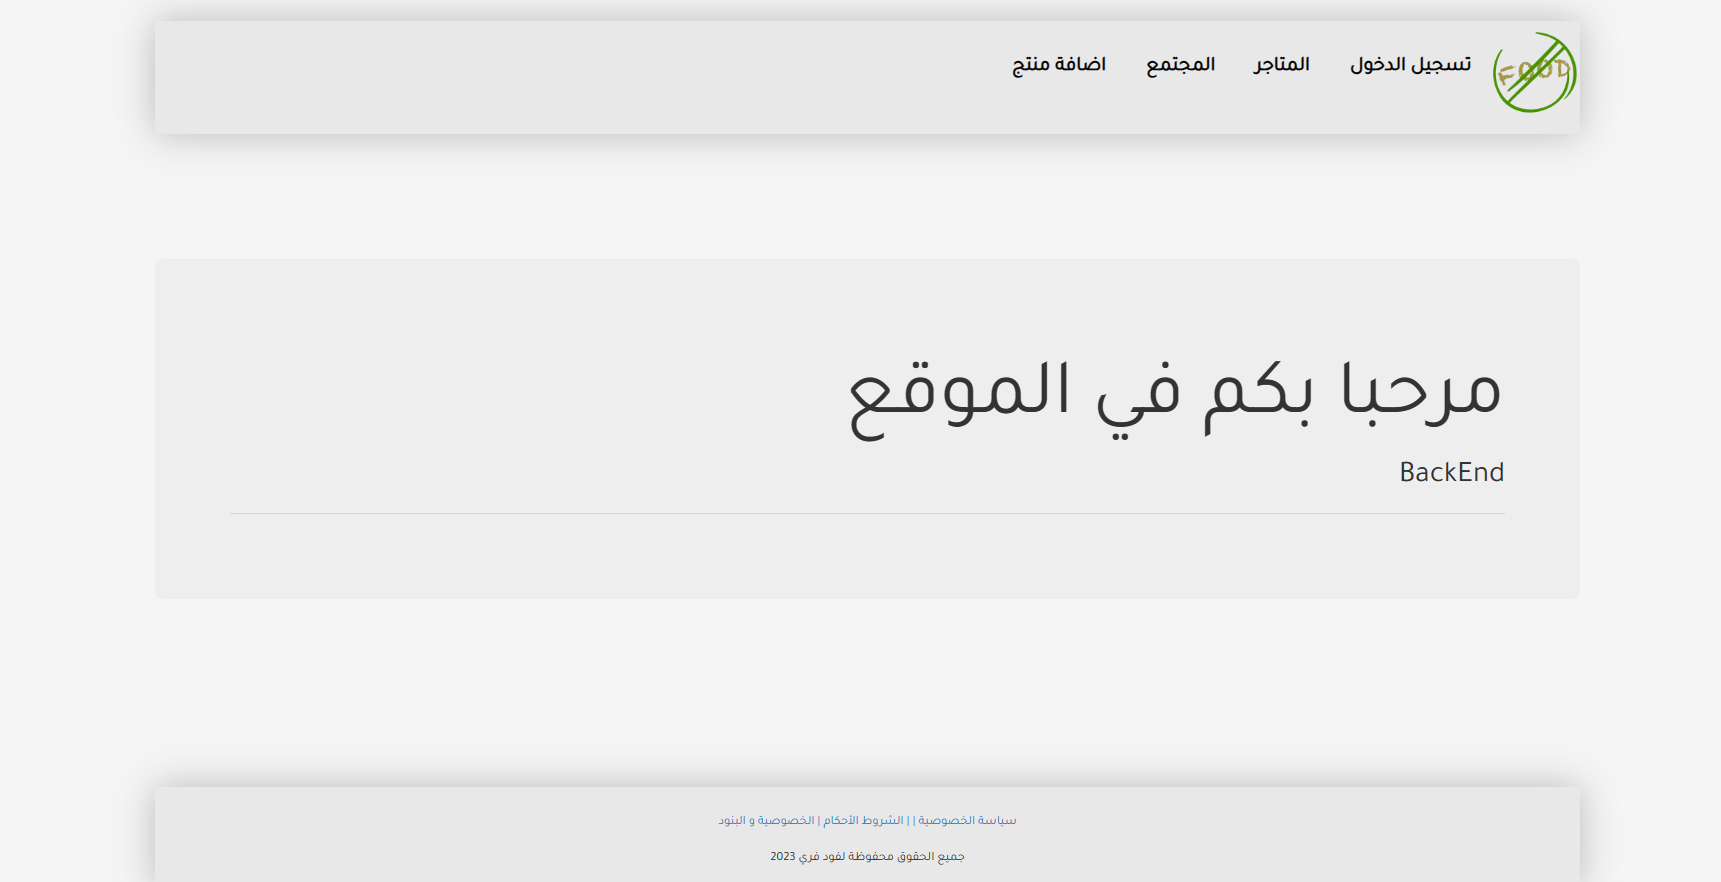 FOOD
تسجيل الدخول المتاجر المجتمع اضافة منتج
مرحبا بكم في الموقع
BackEnd
سياسة الخصوصية | | الشروط الأحكام | الخصوصية و البنود
جميع الحقوق محفوظة لفود فري 2023